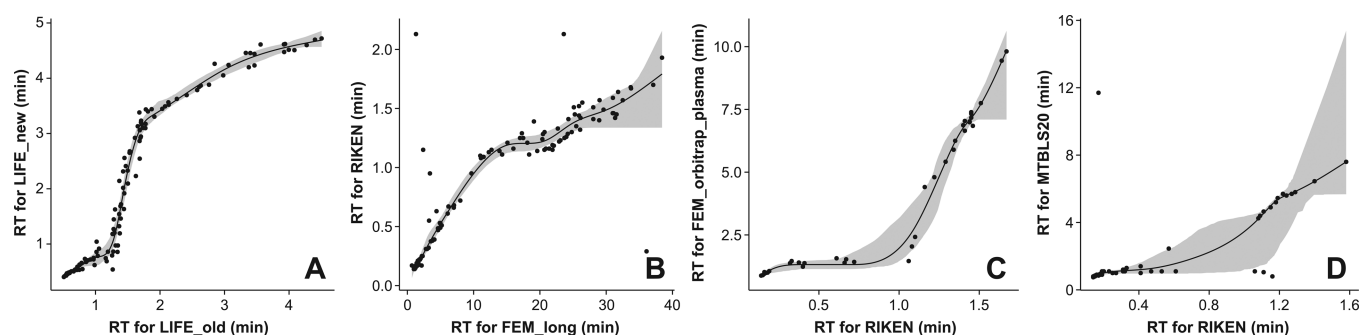 RT for LIFE_new (min)
5
4
3
2
1
1
2
3
4
RT for LIFE_old (min)
A
RT for RIKEN (min)
2.0
1.5
1.0
0.5
0.0
0
10
20
30
40
RT for FEM_long (min)
B
RT for FEM_orbitrap_plasma (min)
10.0
7.5
5.0
2.5
0.5
1.0
1.5
RT for RIKEN (min)
C
RT for MTBLS20 (min)
16
12
8
4
0
0.4
0.8
1.2
1.6
RT for RIKEN (min)
D